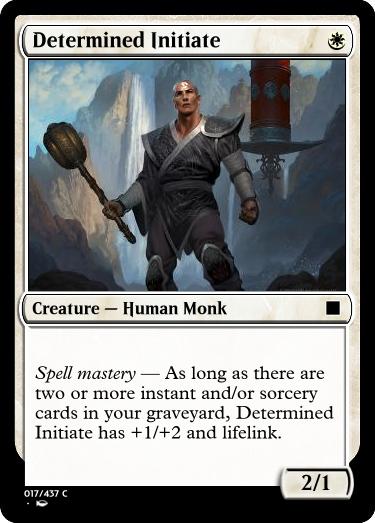 Determined Initiate
Creature — Human Monk
Spell mastery — As long as there are
two or more instant and/or sorcery
cards in your graveyard, Determined
Initiate has +1/+2 and lifelink.
2/1
017/437 C